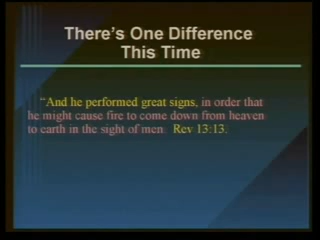 There's One Difference
This Time
"And he performed great signs, in order that
he might cause fire to come down from heaven
to earth in the sight of men  Rev 13:13.